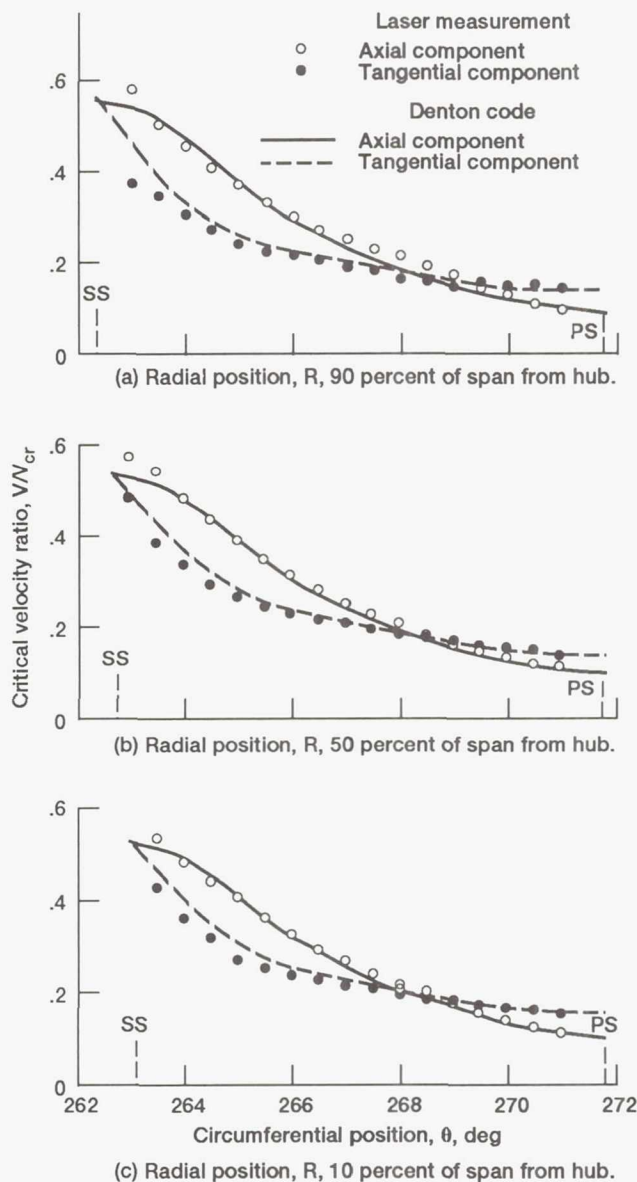 Laser measurement
Axial component
Tangential component
Denton code
Axial component
Tangential component
.6
.4
.2
0
SS
PS
(a) Radial position, R, 90 percent of span from hub.
Critical velocity ratio, V/Vcr
.6
.4
.2
0
SS
PS
(b) Radial position, R, 50 percent of span from hub.
.6
.4
.2
0
SS
PS
262 264 266 268 270 272
Circumferential position, θ, deg
(c) Radial position, R, 10 percent of span from hub.